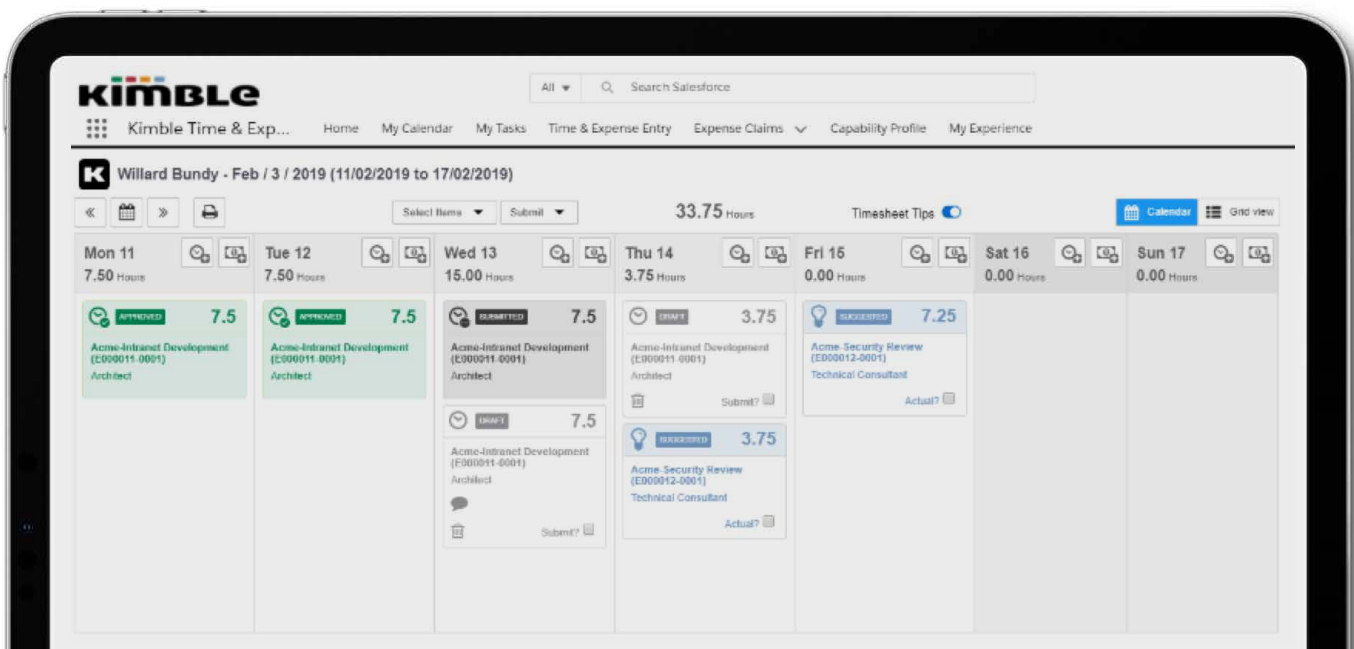 KimBLe
All
Search Salesforce
Kimble Time & Exp...
Home
My Calendar
My Tasks
Time & Expense Entry
Expense Claims
Capability Profile
My Experience
K
Willard Bundy - Feb / 3 / 2019 (11/02/2019 to 17/02/2019)
Select Items
Submit
33.75 Hours
Timesheet Tips
Calendar
Grid view
Mon 11
7.50 Hours
APPROVED
7.5
Acme-Intranet Development
(E000011-0001)
Architect
Tue 12
7.50 Hours
APPROVED
7.5
Acme-Intranet Development
(E000011-0001)
Architect
Wed 13
15.00 Hours
SUBMITTED
7.5
Acme-Intranet Development
(E000011-0001)
Architect
DRAFT
7.5
Acme-Intranet Development
(E000011-0001)
Architect
Submit?
Thu 14
3.75 Hours
DRAFT
3.75
Acme-Intranet Development
(E000011-0001)
Architect
Submit?
SUGGESTED
3.75
Acme-Security Review
(E000012-0001)
Technical Consultant
Actual?
Fri 15
0.00 Hours
SUGGESTED
7.25
Acme-Security Review
(E000012-0001)
Technical Consultant
Actual?
Sat 16
0.00 Hours
Sun 17
0.00 Hours